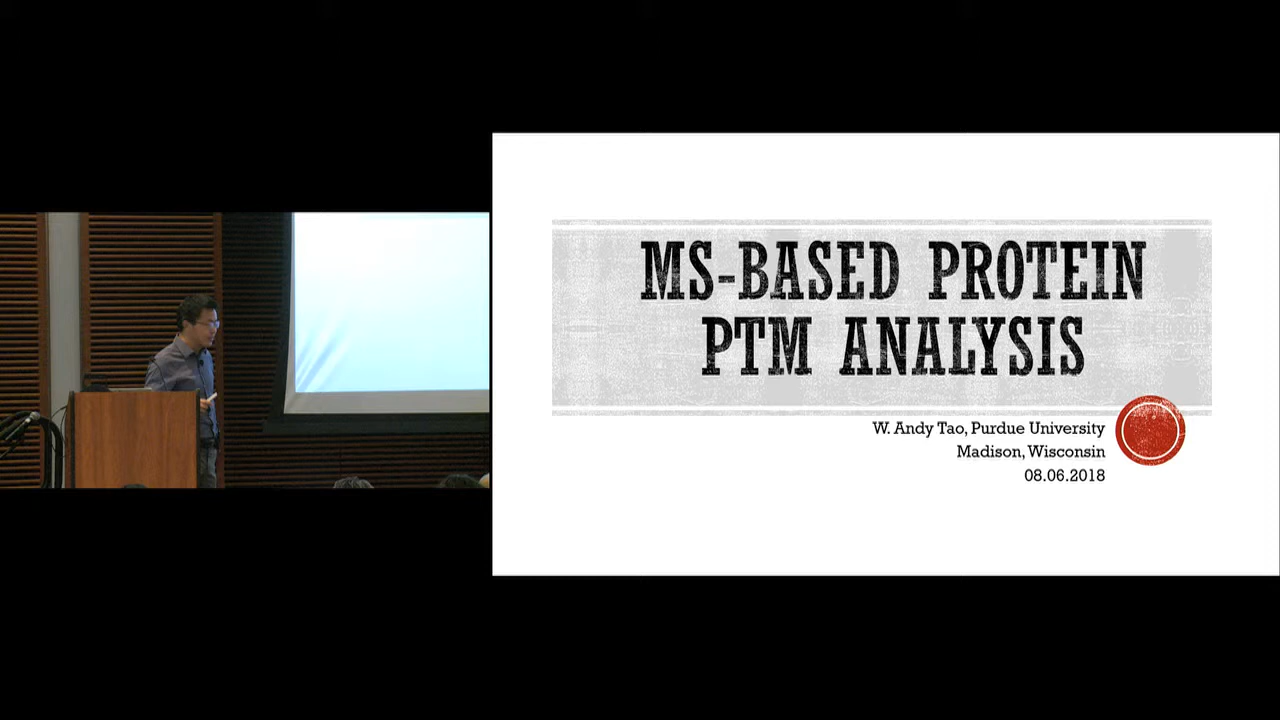 MS-BASED PROTEIN
PTM ANALYSIS
W. Andy Tao, Purdue University
Madison, Wisconsin
08.06.2018